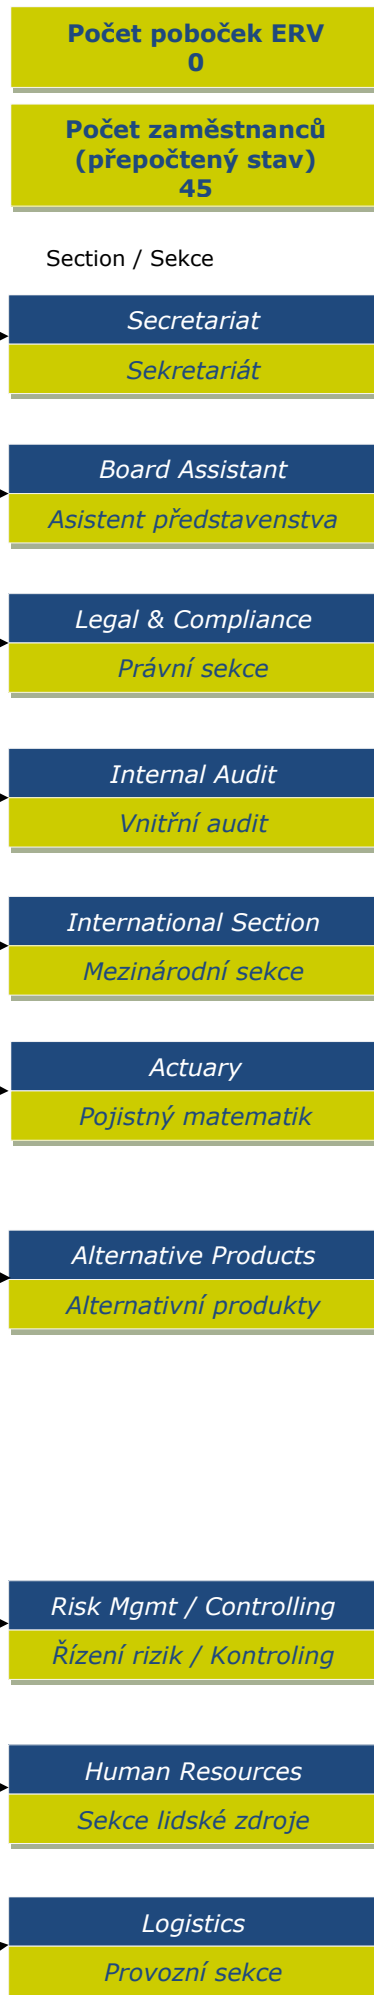 Počet poboček ERV
0
Počet zaměstnanců
(přepočtený stav)
45
Section / Sekce
Secretariat
Sekretariát
Board Assistant
Asistent představenstva
Legal & Compliance
Právní sekce
Internal Audit
Vnitřní audit
International Section
Mezinárodní sekce
Actuary
Pojistný matematik
Alternative Products
Alternativní produkty
Risk Mgmt / Controlling
Řízení rizik / Kontroling
Human Resources
Sekce lidské zdroje
Logistics
Provozní sekce